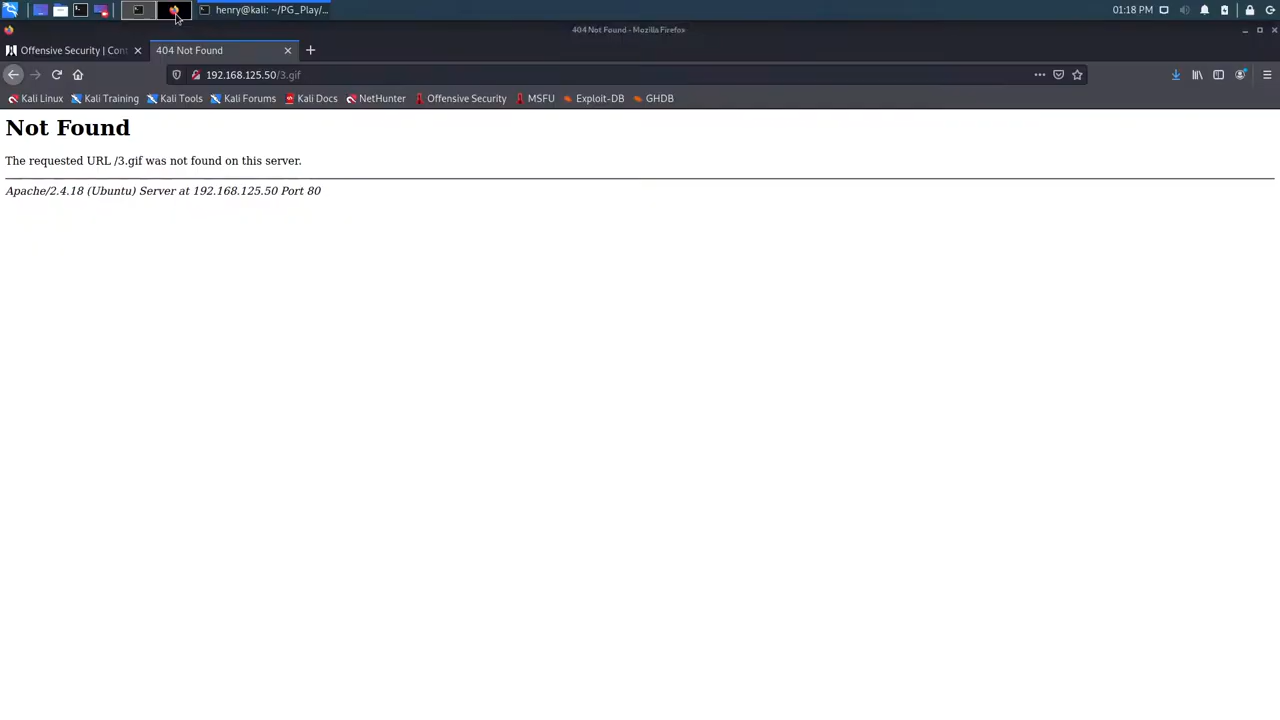 henry@kali: ~/PG_Play/...
01:18 PM
404 Not Found - Mozilla Firefox
Offensive Security | Cont
404 Not Found
192.168.125.50/3.gif
Kali Linux
Kali Training
Kali Tools
Kali Forums
Kali Docs
NetHunter
Offensive Security
MSFU
Exploit-DB
GHDB
Not Found
The requested URL /3.gif was not found on this server.
Apache/2.4.18 (Ubuntu) Server at 192.168.125.50 Port 80